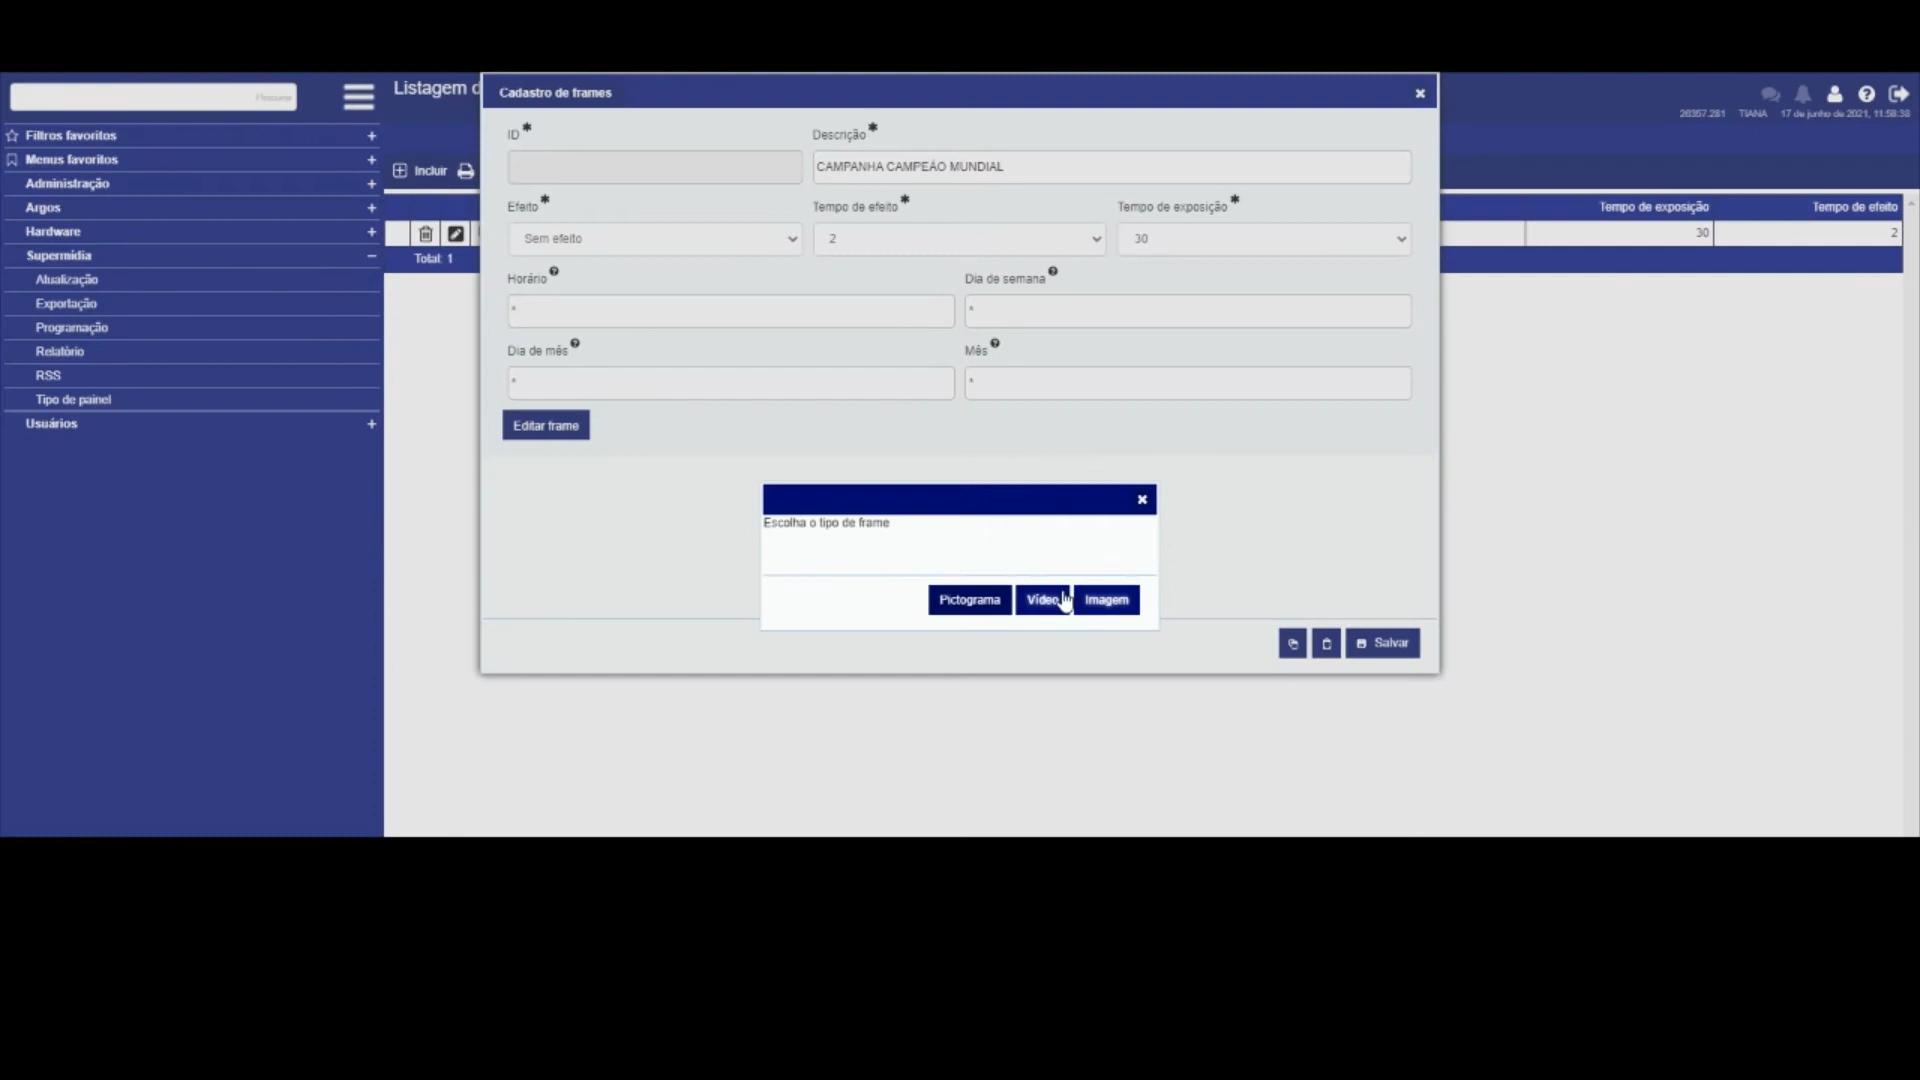 Pesquisa
Listagem d
Cadastro de frames
26357.281 TIANA 17 de junho de 2021, 11:58:38
Filtros favoritos
Menus favoritos
Administração
Argos
Hardware
Supermídia
Atualização
Exportação
Programação
Relatório
RSS
Tipo de painel
Usuários
Incluir
Total: 1
ID*
Descrição*
CAMPANHA CAMPEÃO MUNDIAL
Efeito*
Tempo de efeito*
Tempo de exposição*
Sem efeito
2
30
Horário
Dia de semana
*
*
Dia de mês
Mês
*
*
Editar frame
Tempo de exposição
Tempo de efeito
30
2
Escolha o tipo de frame
Pictograma
Vídeo
Imagem
Salvar